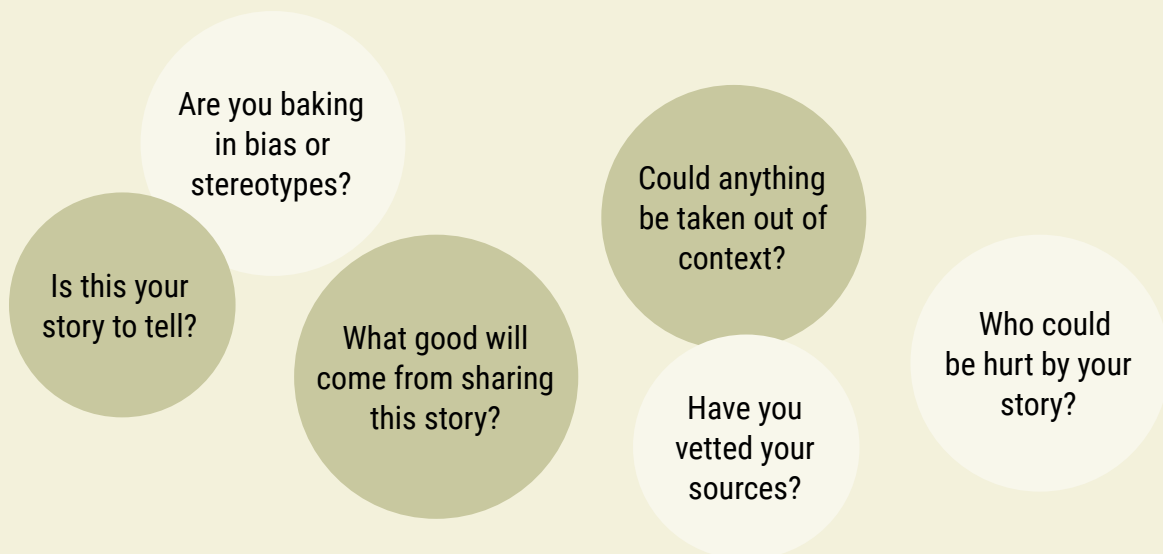 Are you baking
in bias or
stereotypes?
Is this your
story to tell?
What good will
come from sharing
this story?
Could anything
be taken out of
context?
Have you
vetted your
sources?
Who could
be hurt by your
story?